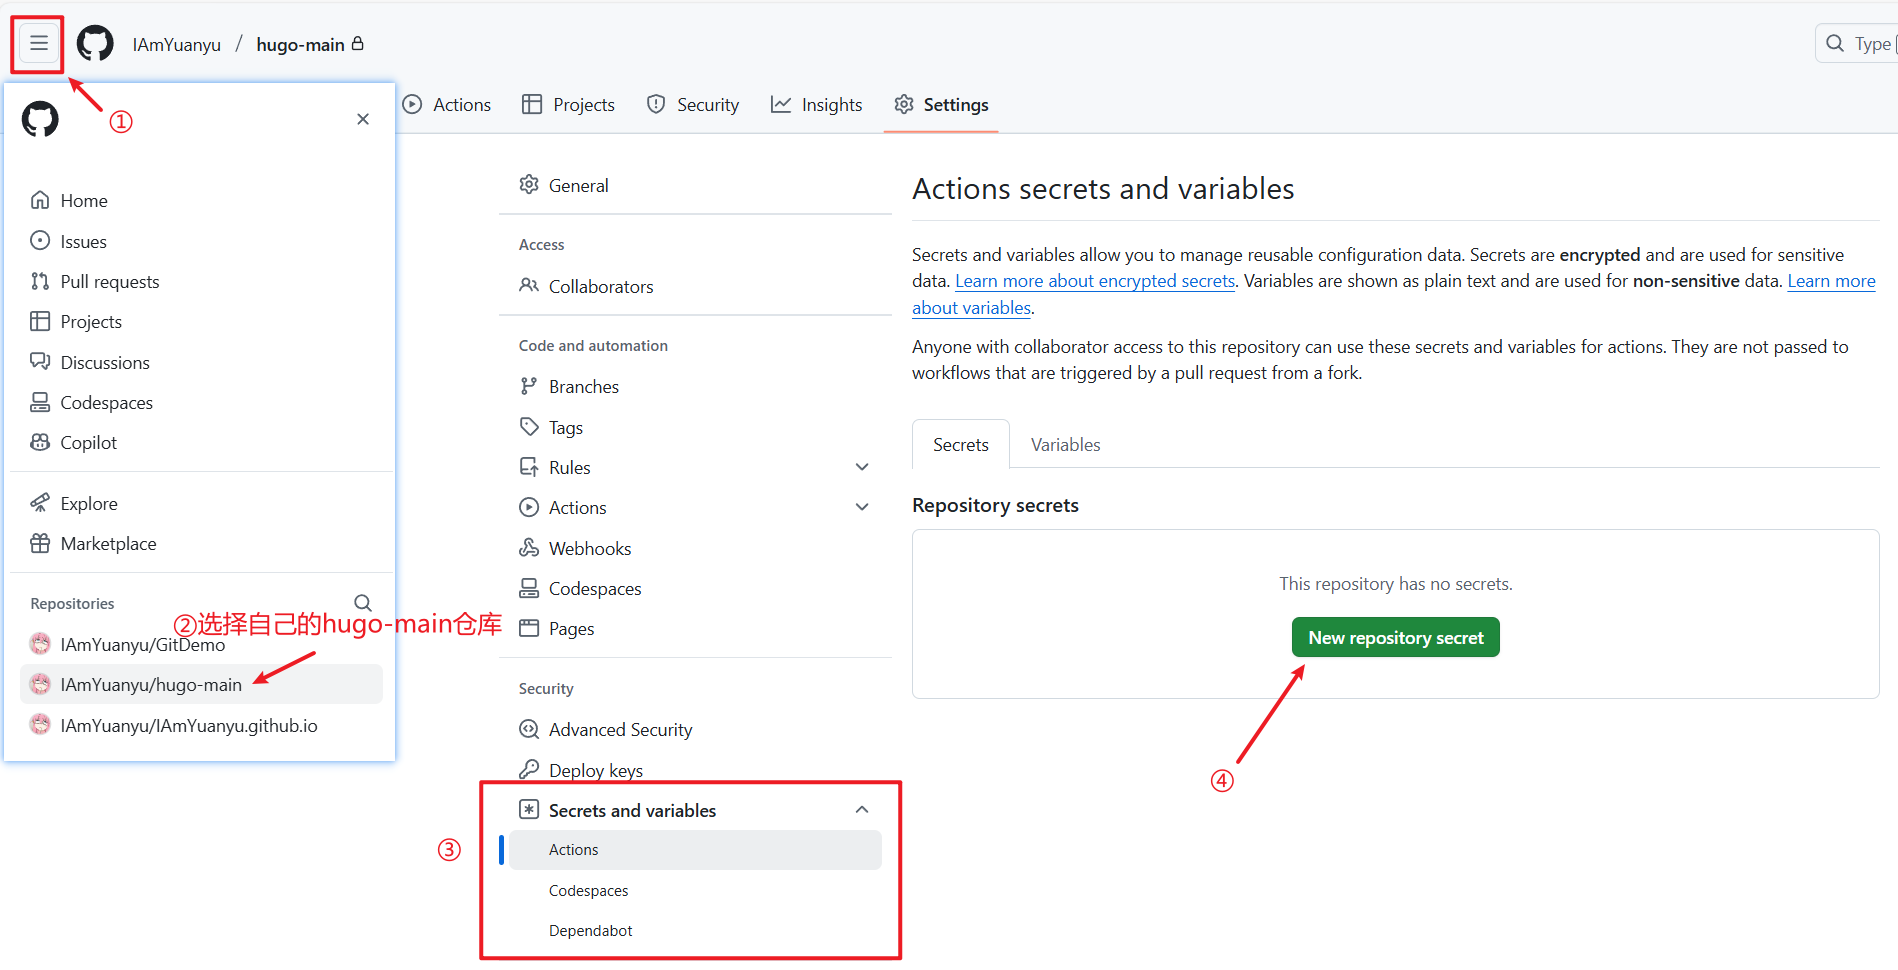 IAmYuanyu / hugo-main
Type
①
Actions
Projects
Security
Insights
Settings
Home
Issues
Pull requests
Projects
Discussions
Codespaces
Copilot
Explore
Marketplace
Repositories
②选择自己的hugo-main仓库
IAmYuanyu/GitDemo
IAmYuanyu/hugo-main
IAmYuanyu/IAmYuanyu.github.io
General
Access
Collaborators
Code and automation
Branches
Tags
Rules
Actions
Webhooks
Codespaces
Pages
Security
Advanced Security
Deploy keys
③
Secrets and variables
Actions
Codespaces
Dependabot
Actions secrets and variables
Secrets and variables allow you to manage reusable configuration data. Secrets are encrypted and are used for sensitive
data. Learn more about encrypted secrets. Variables are shown as plain text and are used for non-sensitive data. Learn more
about variables.
Anyone with collaborator access to this repository can use these secrets and variables for actions. They are not passed to
workflows that are triggered by a pull request from a fork.
Secrets
Variables
Repository secrets
This repository has no secrets.
New repository secret
④